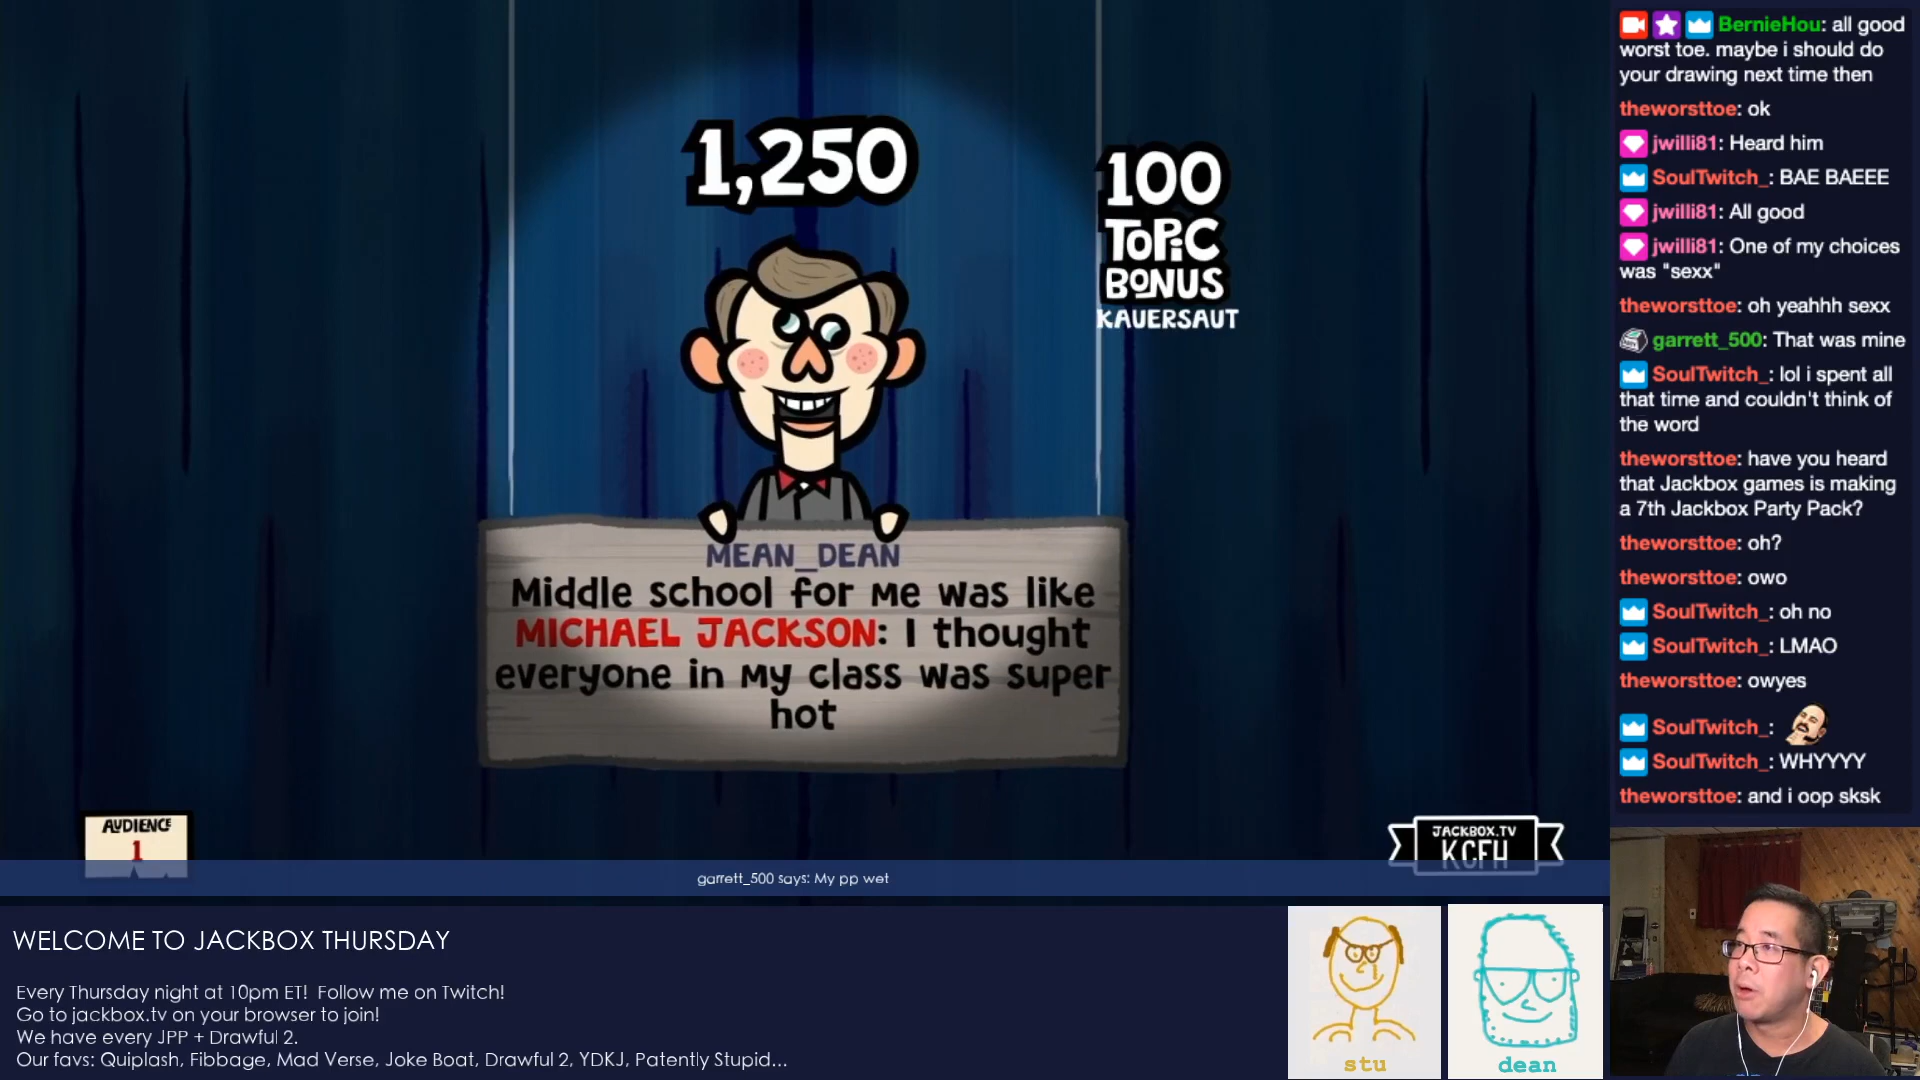 1,250
100
TOPIC
BONUS
KAUERSAUT
MEAN_DEAN
Middle school for me was like
MICHAEL JACKSON: I thought
everyone in my class was super
hot
AUDIENCE
1
JACKBOX.TV
KCFH
garrett_500 says: My pp wet
WELCOME TO JACKBOX THURSDAY
Every Thursday night at 10pm ET! Follow me on Twitch!
Go to jackbox.tv on your browser to join!
We have every JPP + Drawful 2.
Our favs: Quiplash, Fibbage, Mad Verse, Joke Boat, Drawful 2, YDKJ, Patently Stupid...
stu
dean
BernieHou: all good
worst toe. maybe i should do
your drawing next time then
theworsttoe: ok
jwilli81: Heard him
SoulTwitch_: BAE BAEEE
jwilli81: All good
jwilli81: One of my choices
was "sexx"
theworsttoe: oh yeahhh sexx
garrett_500: That was mine
SoulTwitch_: lol i spent all
that time and couldn't think of
the word
theworsttoe: have you heard
that Jackbox games is making
a 7th Jackbox Party Pack?
theworsttoe: oh?
theworsttoe: owo
SoulTwitch_: oh no
SoulTwitch_: LMAO
theworsttoe: owyes
SoulTwitch_:
SoulTwitch_: WHYYYY
theworsttoe: and i oop sksk